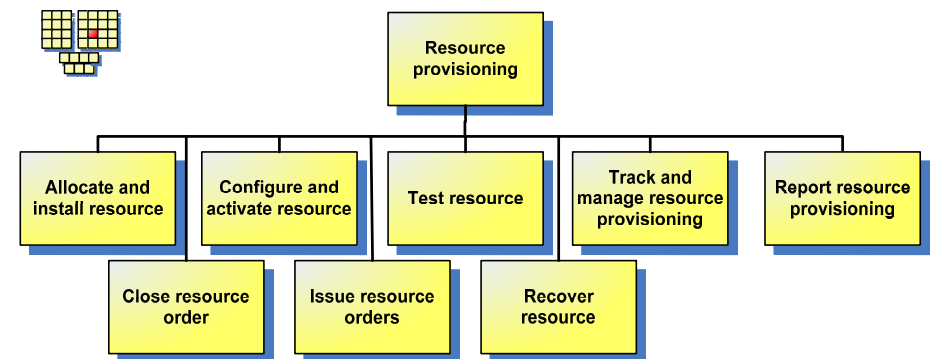 Resource
provisioning
Allocate and
install resource
Configure and
activate resource
Test resource
Track and
manage resource
provisioning
Report resource
provisioning
Close resource
order
Issue resource
orders
Recover
resource